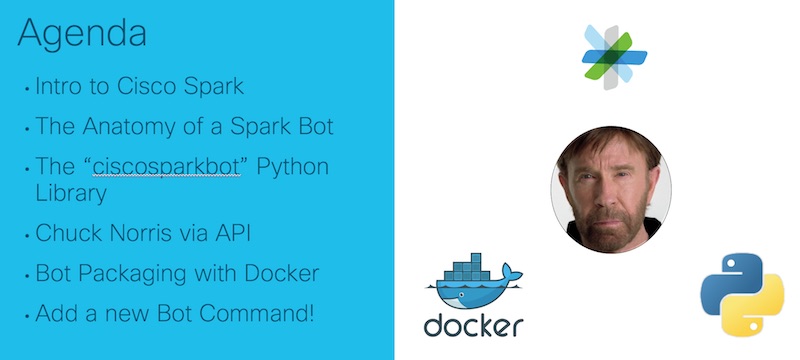 Agenda
• Intro to Cisco Spark
• The Anatomy of a Spark Bot
• The “ciscosparkbot” Python
Library
• Chuck Norris via API
• Bot Packaging with Docker
• Add a new Bot Command!
docker